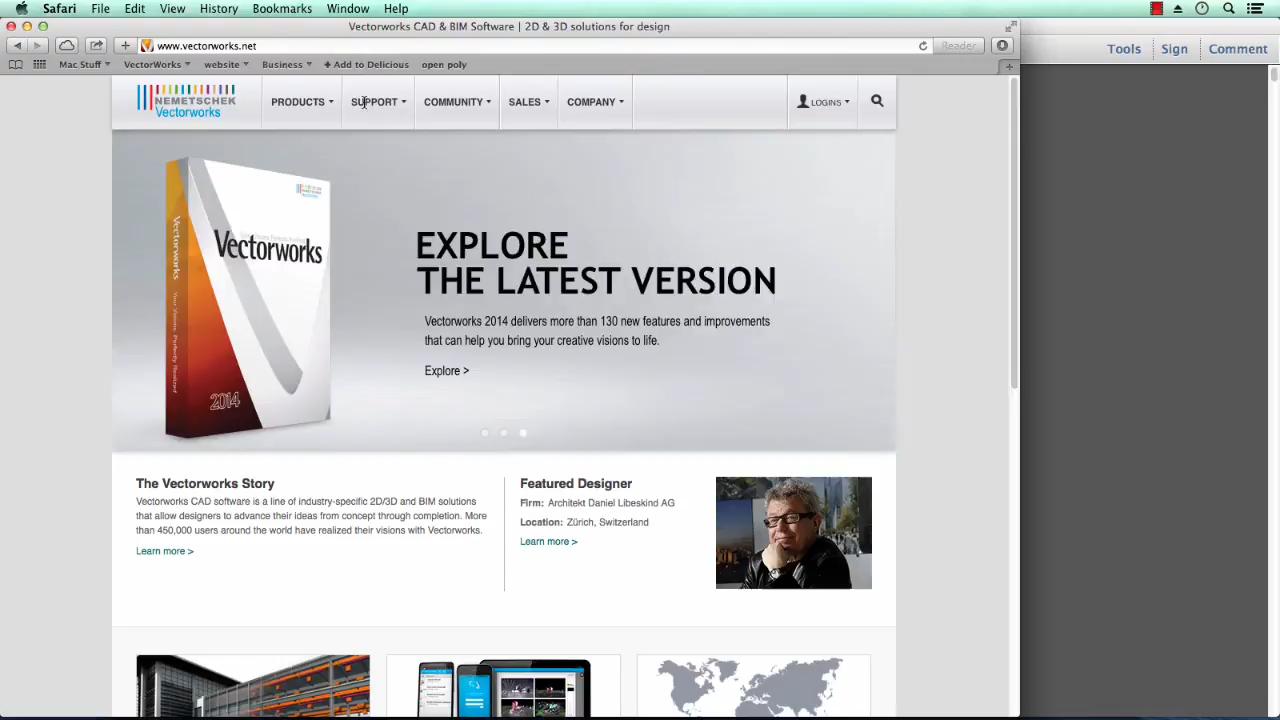 Safari File Edit View History Bookmarks Window Help
Vectorworks CAD & BIM Software | 2D & 3D solutions for design
www.vectorworks.net
Reader
Mac Stuff VectorWorks website Business + Add to Delicious open poly
Tools Sign Comment
NEMETSCHEK
Vectorworks
PRODUCTS SUPPORT COMMUNITY SALES COMPANY LOGINS
Vectorworks
Vectorworks
Your Visions. Perfectly Realized
2014
EXPLORE
THE LATEST VERSION
Vectorworks 2014 delivers more than 130 new features and improvements
that can help you bring your creative visions to life.
Explore >
The Vectorworks Story
Vectorworks CAD software is a line of industry-specific 2D/3D and BIM solutions
that allow designers to advance their ideas from concept through completion. More
than 450,000 users around the world have realized their visions with Vectorworks.
Learn more >
Featured Designer
Firm: Architekt Daniel Libeskind AG
Location: Zürich, Switzerland
Learn more >